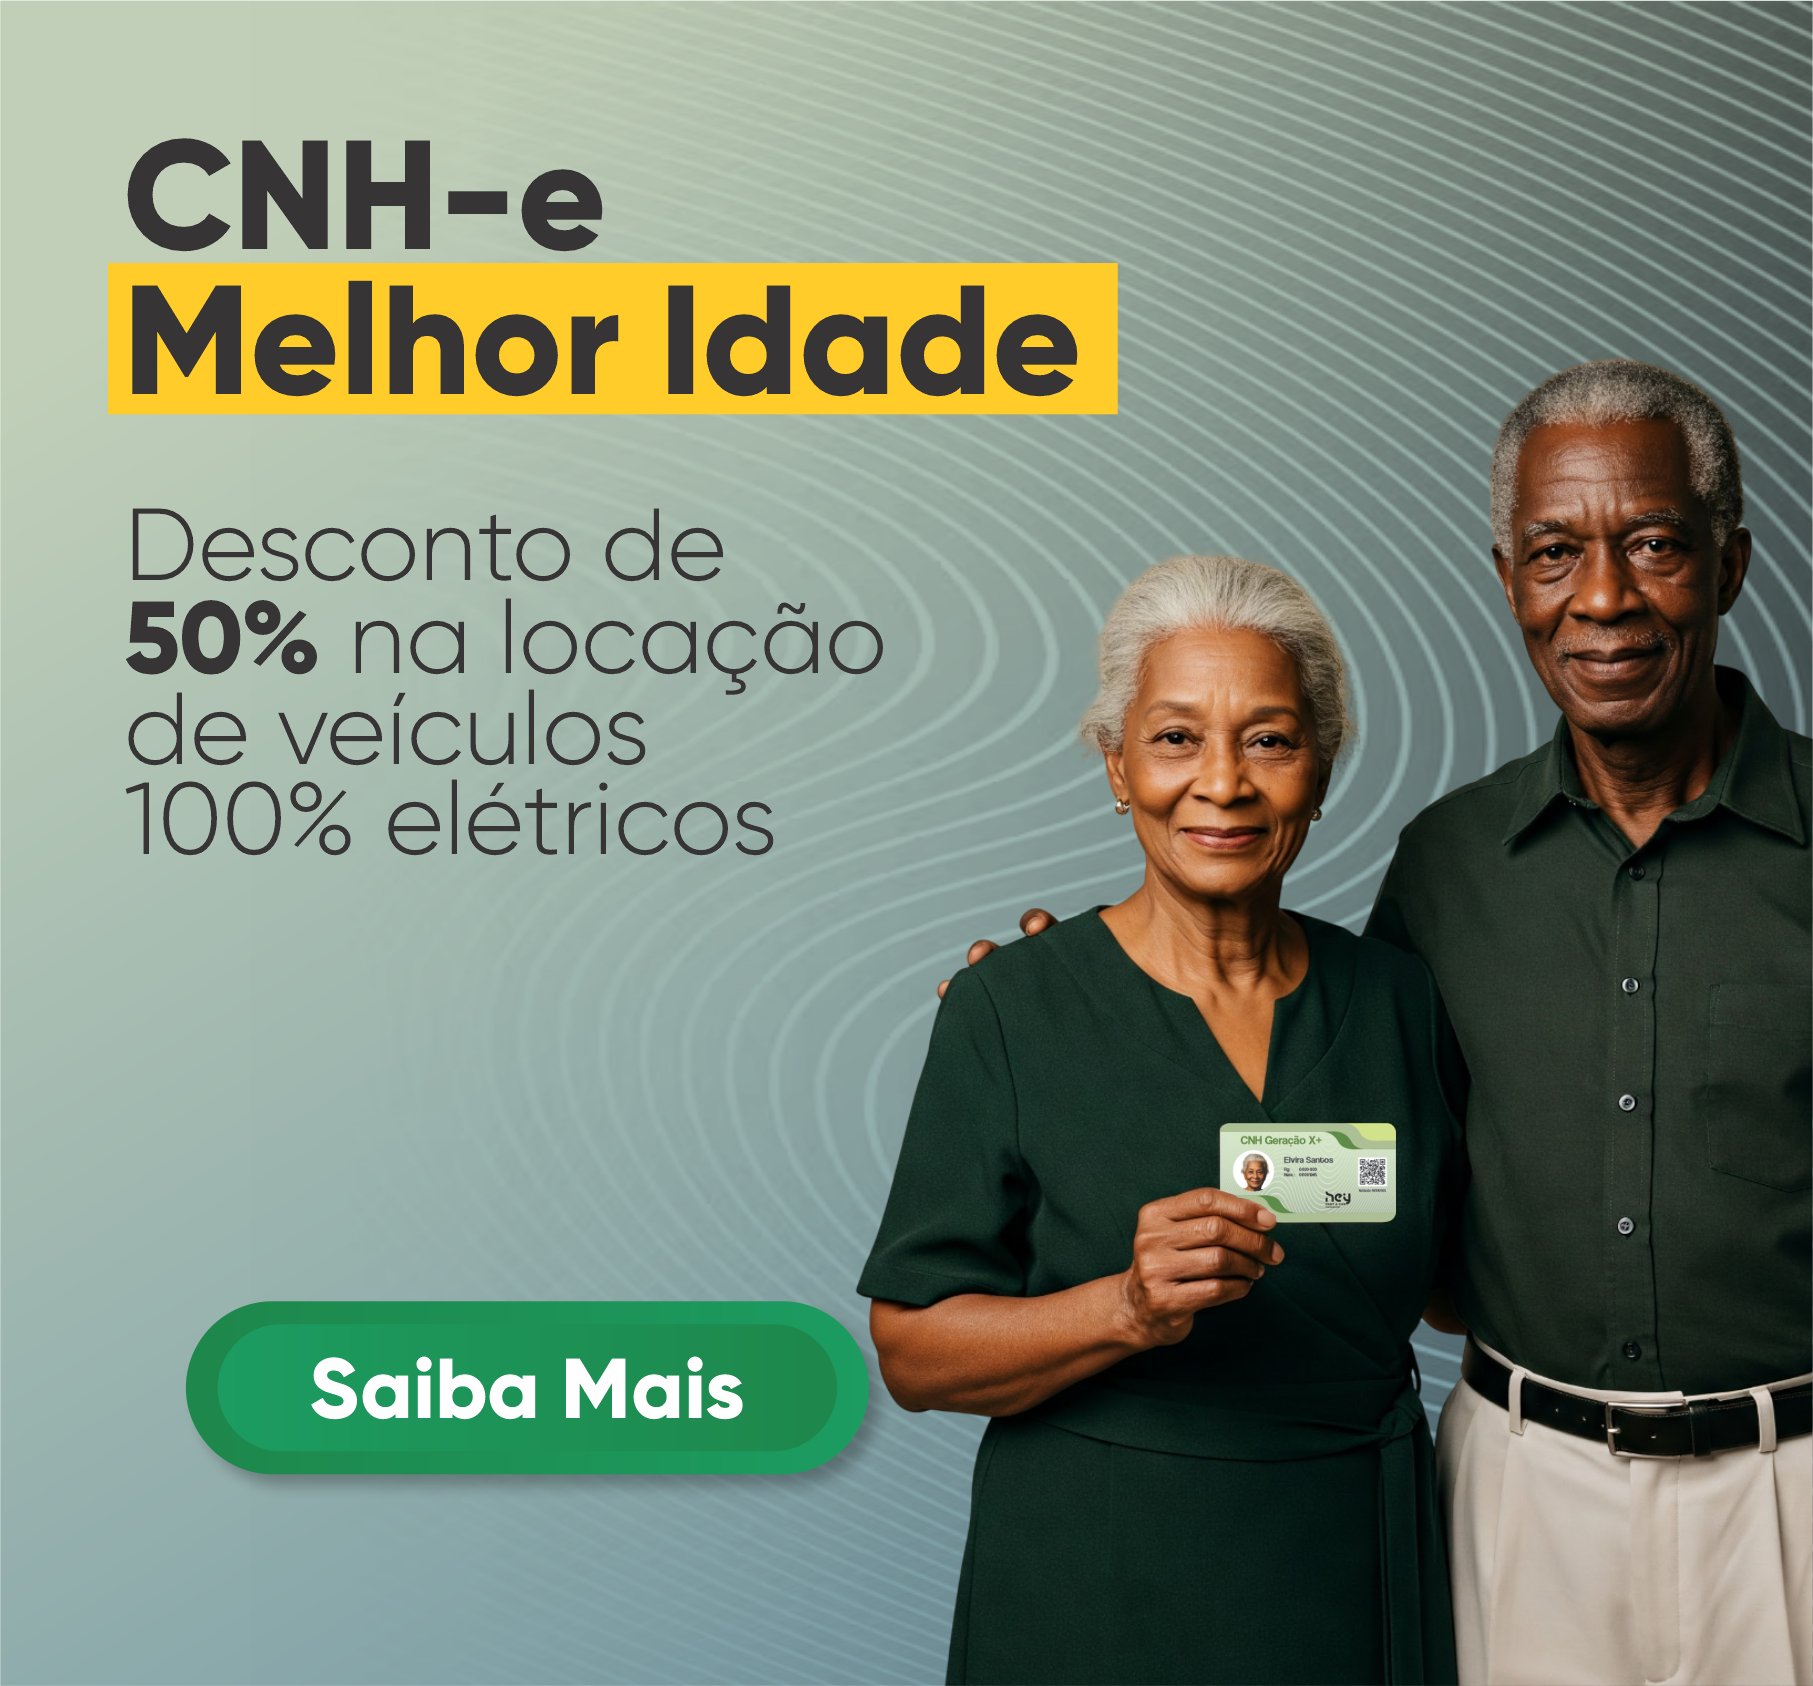 CNH-e
Melhor Idade
Desconto de
50% na locação
de veículos
100% elétricos
CNH Geração X+
Elvira Santos
hey
Saiba Mais